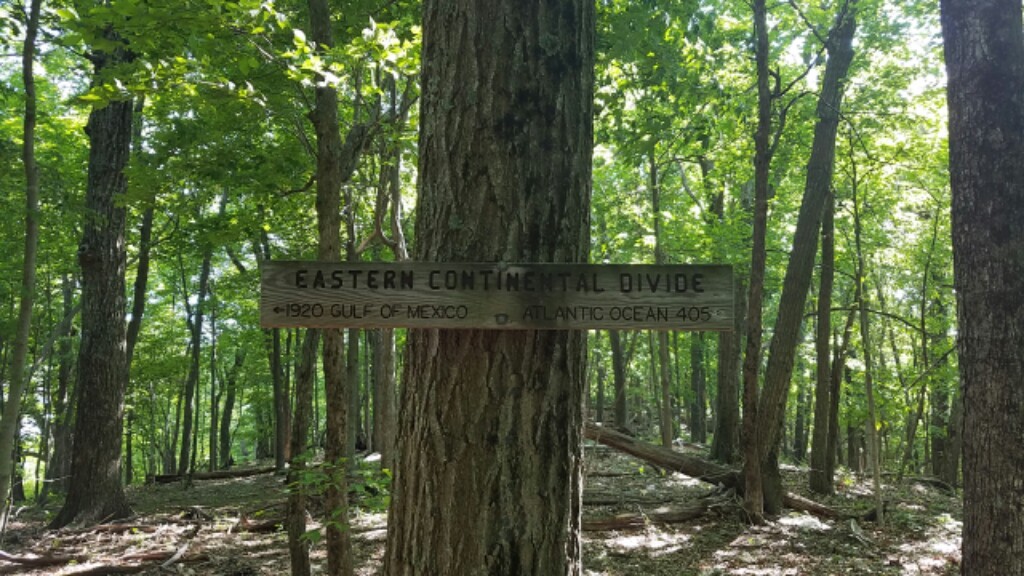 EASTERN CONTINENTAL DIVIDE
←1920 GULF OF MEXICO ATLANTIC OCEAN 405→